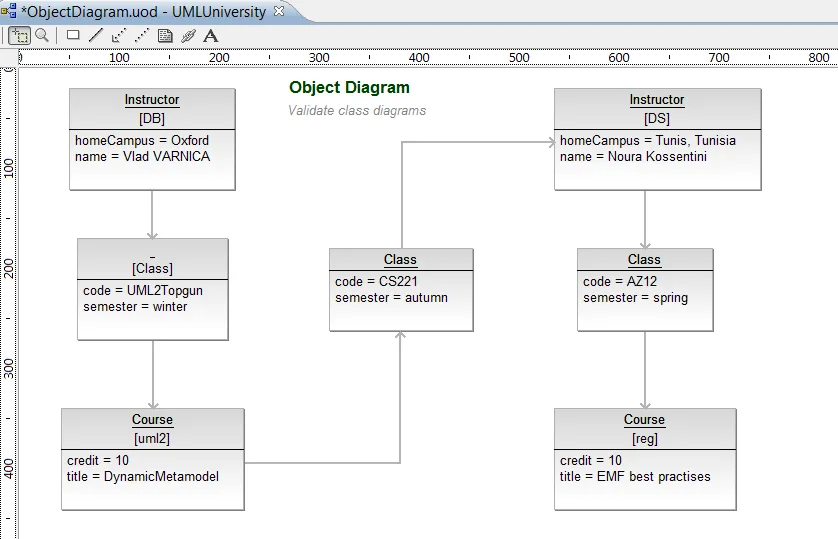 *ObjectDiagram.uod - UMLUniversity
A
0 100 200 300 400 500 600 700 800
0
100
200
300
400
Object Diagram
Validate class diagrams
Instructor
[DB]
homeCampus = Oxford
name = Vlad VARNICA
Instructor
[DS]
homeCampus = Tunis, Tunisia
name = Noura Kossentini
-
[Class]
code = UML2Topgun
semester = winter
Class
code = CS221
semester = autumn
Class
code = AZ12
semester = spring
Course
[uml2]
credit = 10
title = DynamicMetamodel
Course
[reg]
credit = 10
title = EMF best practises